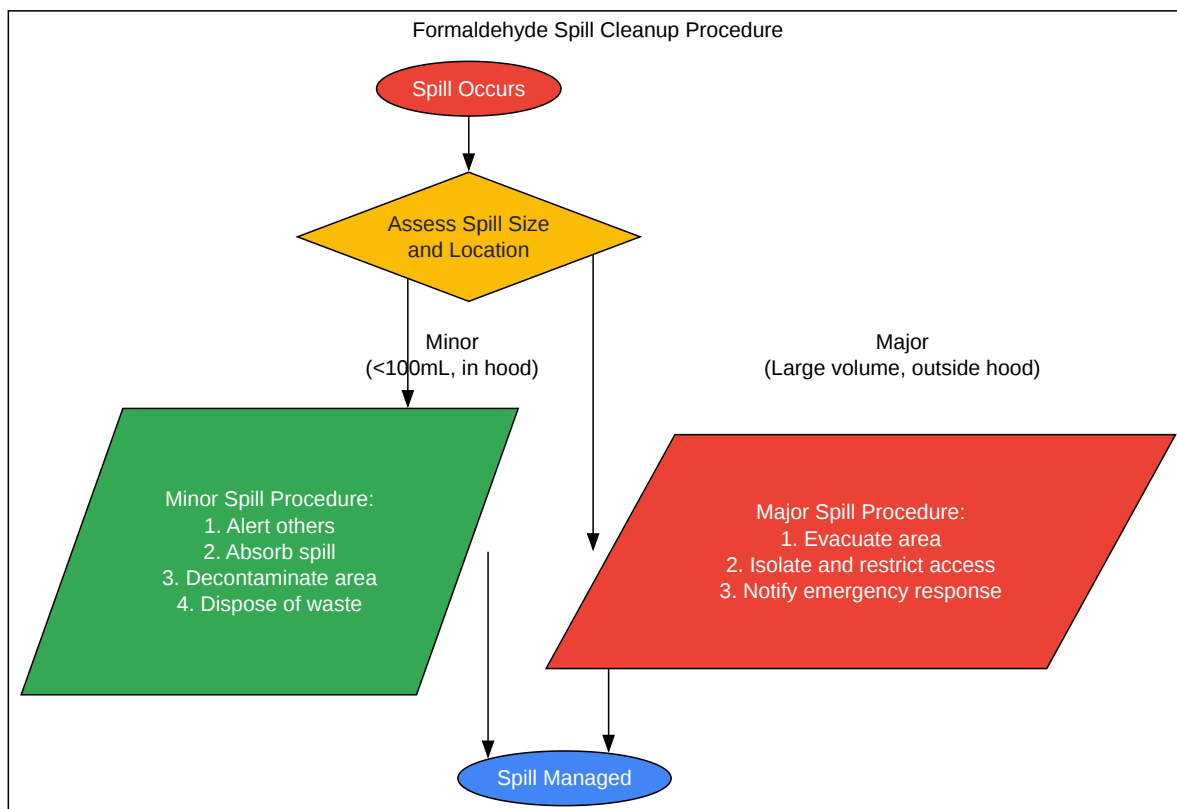 Formaldehyde Spill Cleanup Procedure
Spill Occurs
Assess Spill Size
and Location
Minor
(<100mL, in hood)
Major
(Large volume, outside hood)
Minor Spill Procedure:
1. Alert others
2. Absorb spill
3. Decontaminate area
4. Dispose of waste
Major Spill Procedure:
1. Evacuate area
2. Isolate and restrict access
3. Notify emergency response
Spill Managed